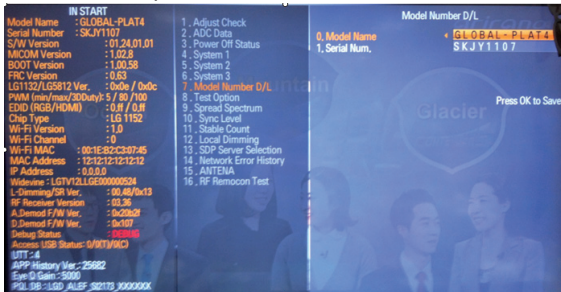 IN START
Model Name : GLOBAL-PLAT4
Serial Number : SKJY1107
S/W Version : 01,24,01,01
MICOM Version : 1,02,8
BOOT Version : 1,00,58
FRC Version : 0,63
LG1132/LG5812 Ver. : 0x0e / 0x0c
PWM (min/max/3DDuty): 5 / 80 /100
EDID (RGB/HDMI) : 0,ff / 0,ff
Chip Type : LG 1152
Wi-Fi Version : 1,0
Wi-Fi Channel : 0
Wi-Fi MAC : 00:1E:B2:C3:07:45
MAC Address : 12:12:12:12:12:12
IP Address : 0,0,0,0
Widevine : LGTV12LLGE000000524
L-Dimming/SR Ver. : 00,48/0x13
RF Receiver Version : 03,36
A,Demod F/W Ver. : 0x20b2f
D,Demod F/W Ver. : 0x107
Debug Status : DEBUG
Access USB Status: 0/0(T)/0(C)
UTT : 4
APP History Ver.: 25682
Eye Q Gain : 5000
PQL DB : LGD_ALEF_SI2173_XXXXXX
1 . Adjust Check
2 . ADC Data
3 . Power Off Status
4 . System 1
5 . System 2
6 . System 3
7 . Model Number D/L
8 . Test Option
9 . Spread Spectrum
10 . Sync Level
11 . Stable Count
12 . Local Dimming
13 . SDP Server Selection
14 . Network Error History
15 . ANTENA
16 . RF Remocon Test
Model Number D/L
0, Model Name
GLOBAL-PLAT4
1, Serial Num.
SKJY1107
Press OK to Save
Glacier